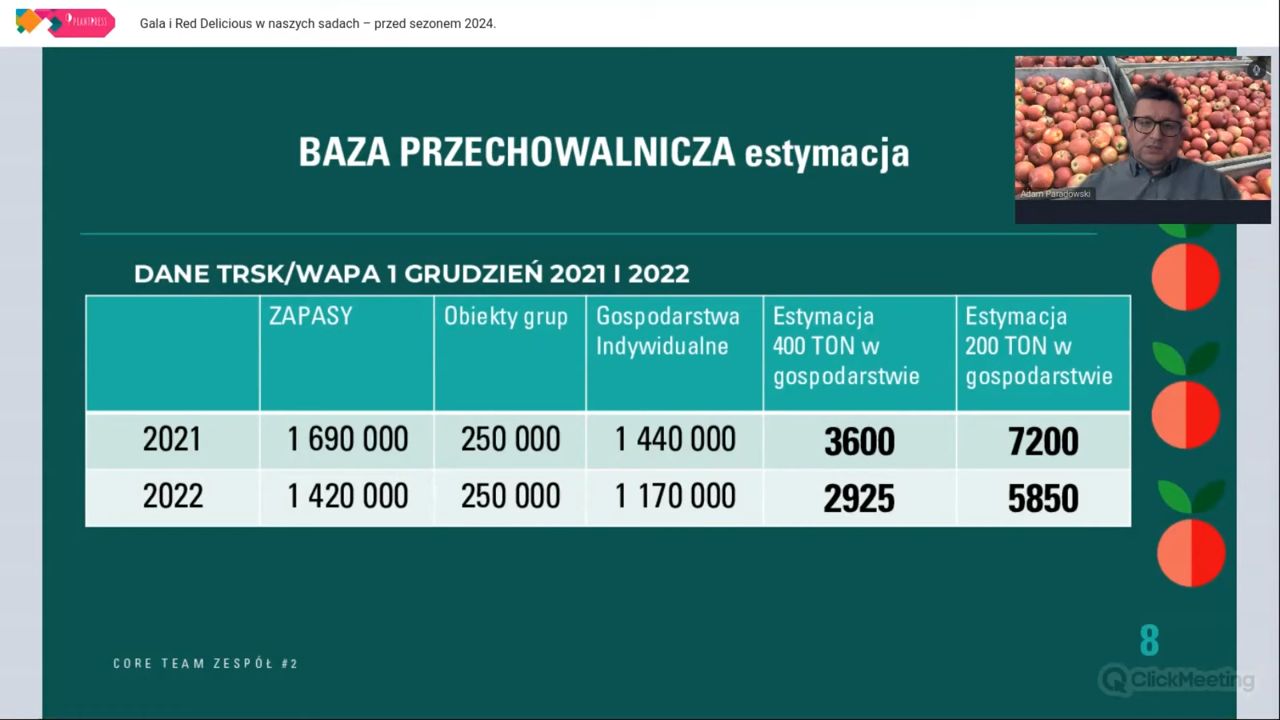 PLANTPRESS
Gala i Red Delicious w naszych sadach – przed sezonem 2024.
Adam Paradowski
BAZA PRZECHOWALNICZA estymacja
DANE TRSK/WAPA 1 GRUDZIEŃ 2021 I 2022
ZAPASY
Obiekty grup
Gospodarstwa
Indywidualne
Estymacja
400 TON w
gospodarstwie
Estymacja
200 TON w
gospodarstwie
2021 1 690 000 250 000 1 440 000 3600 7200
2022 1 420 000 250 000 1 170 000 2925 5850
CORE TEAM ZESPÓŁ #2
8
ClickMeeting